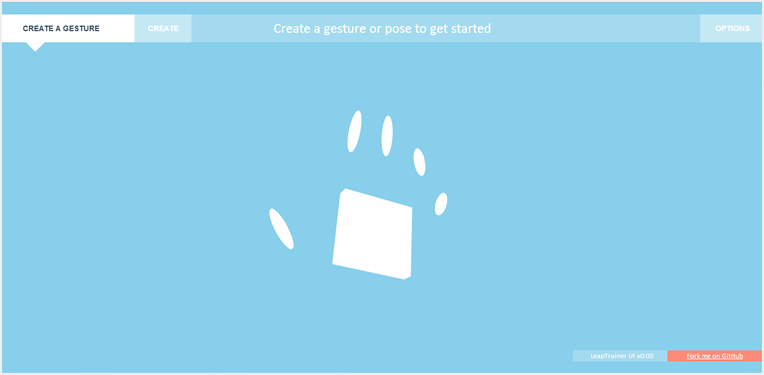 CREATE A GESTURE
CREATE
Create a gesture or pose to get started
OPTIONS
LeapTrainer UI v0.03
Fork me on GitHub